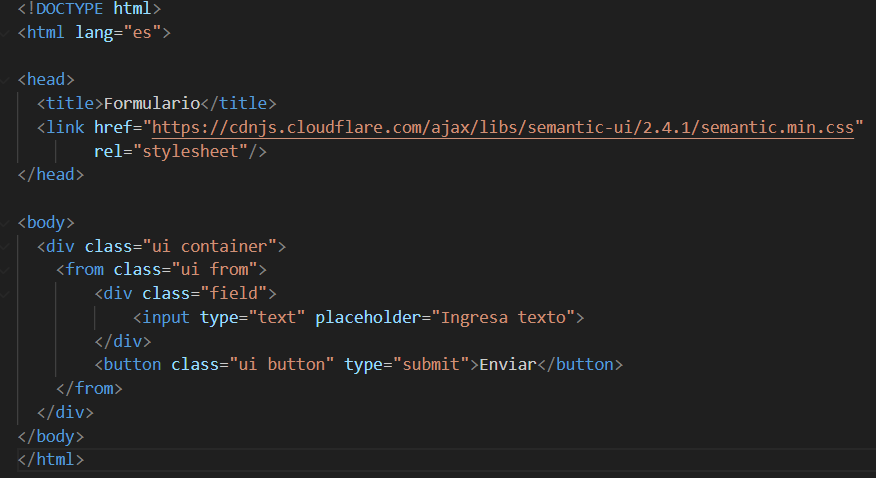 <!DOCTYPE html>
<html lang="es">
<head>
<title>Formulario</title>
<link href="https://cdnjs.cloudflare.com/ajax/libs/semantic-ui/2.4.1/semantic.min.css"
rel="stylesheet"/>
</head>
<body>
<div class="ui container">
<from class="ui from">
<div class="field">
<input type="text" placeholder="Ingresa texto">
</div>
<button class="ui button" type="submit">Enviar</button>
</from>
</div>
</body>
</html>